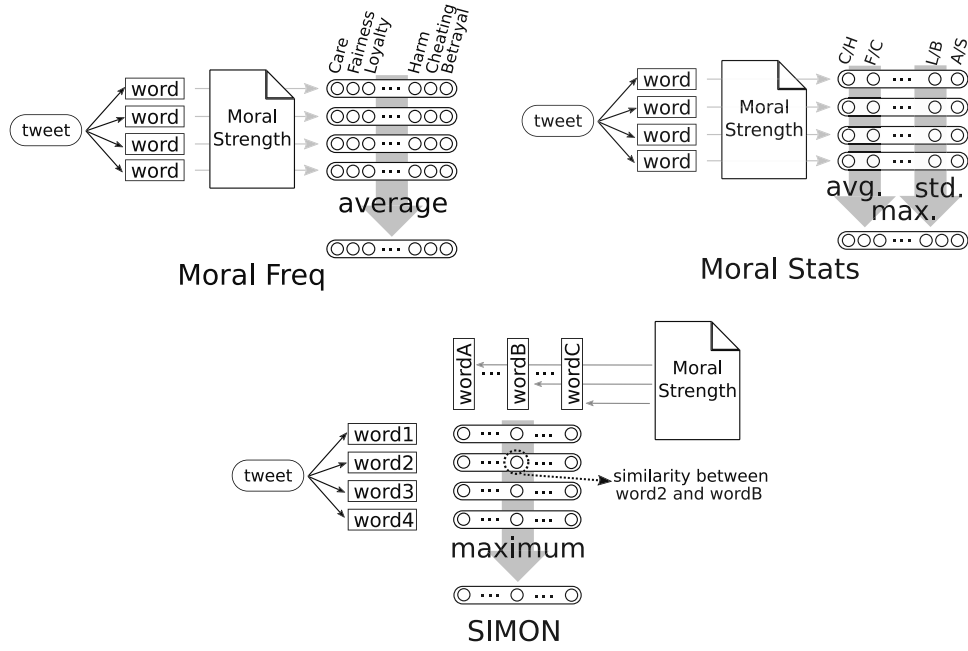 Care
Fairness
Loyalty
Harm
Cheating
Betrayal
tweet
word
word
word
word
Moral
Strength
...
...
...
...
average
...
Moral Freq
C/H
F/C
L/B
A/S
tweet
word
word
word
word
Moral
Strength
...
...
...
...
avg. std.
max.
...
Moral Stats
wordA
...
wordB
...
wordC
Moral
Strength
tweet
word1
word2
word3
word4
... ...
... ...
... ...
... ...
similarity between
word2 and wordB
maximum
... ...
SIMON